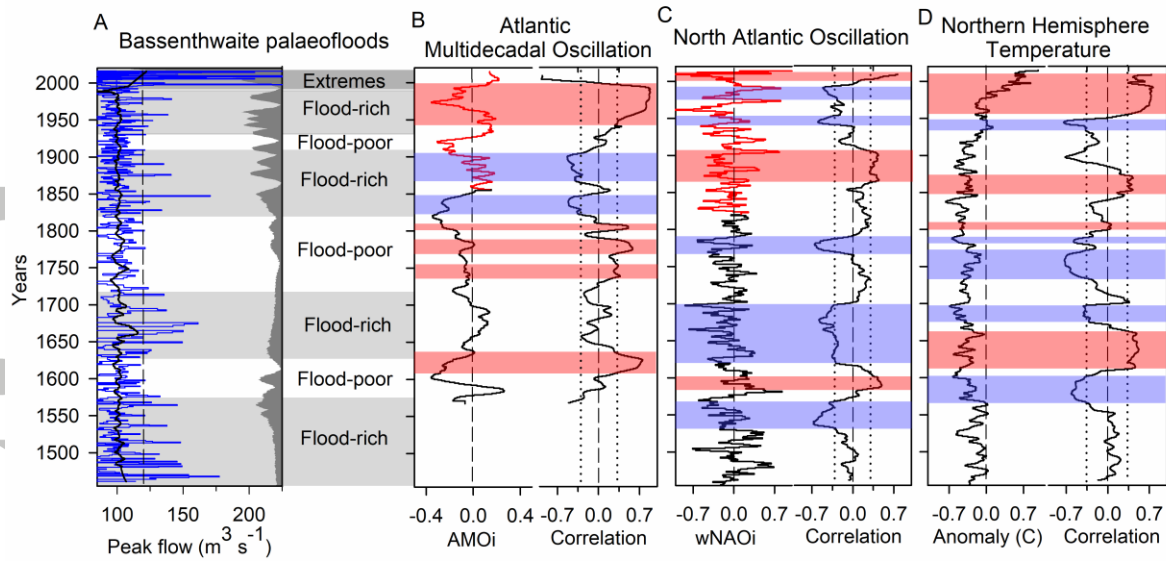 A
Bassenthwaite palaeofloods
B
Atlantic
Multidecadal Oscillation
C
North Atlantic Oscillation
D
Northern Hemisphere
Temperature
Years
2000
1950
1900
1850
1800
1750
1700
1650
1600
1550
1500
Extremes
Flood-rich
Flood-poor
Flood-rich
Flood-poor
Flood-rich
Flood-poor
Flood-rich
100 150 200
Peak flow (m³ s⁻¹)
-0.4 0.0 0.4
AMOi
-0.7 0.0 0.7
Correlation
-0.7 0.0 0.7
wNAOi
-0.7 0.0 0.7
Correlation
-0.7 0.0 0.7
Anomaly (C)
-0.7 0.0 0.7
Correlation